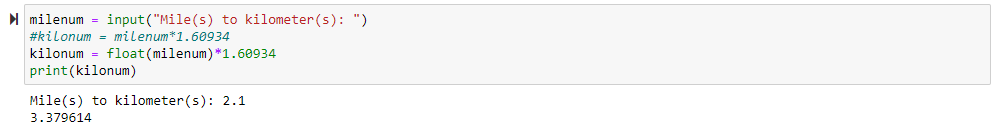 milenum = input("Mile(s) to kilometer(s): ")
#kilonum = milenum*1.60934
kilonum = float(milenum)*1.60934
print(kilonum)
Mile(s) to kilometer(s): 2.1
3.379614